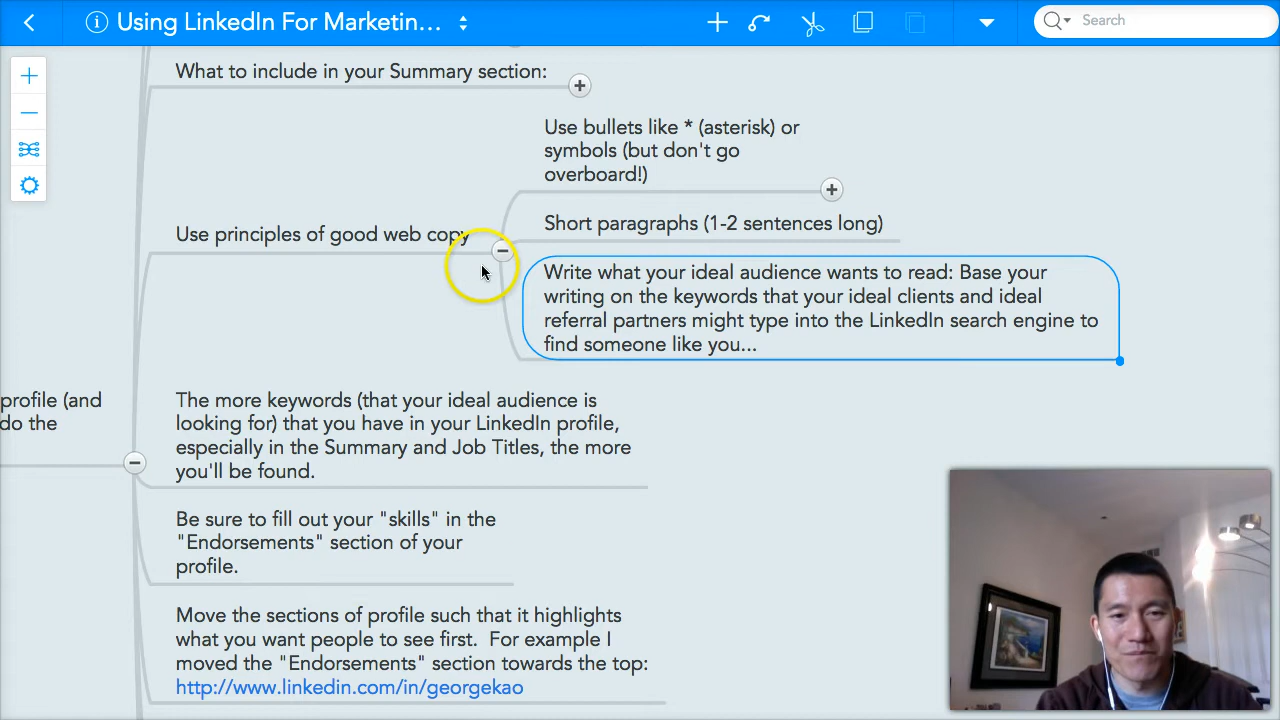 Using LinkedIn For Marketin...
Search
What to include in your Summary section:
Use bullets like * (asterisk) or
symbols (but don't go
overboard!)
Short paragraphs (1-2 sentences long)
Use principles of good web copy
Write what your ideal audience wants to read: Base your
writing on the keywords that your ideal clients and ideal
referral partners might type into the LinkedIn search engine to
find someone like you...
profile (and
do the
The more keywords (that your ideal audience is
looking for) that you have in your LinkedIn profile,
especially in the Summary and Job Titles, the more
you'll be found.
Be sure to fill out your "skills" in the
"Endorsements" section of your
profile.
Move the sections of profile such that it highlights
what you want people to see first.  For example I
moved the "Endorsements" section towards the top:
http://www.linkedin.com/in/georgekao